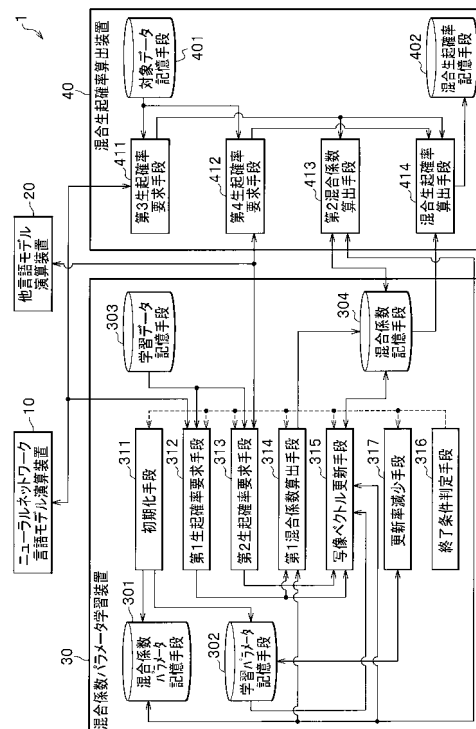 1
10
ニューラルネットワーク
言語モデル演算装置
20
他言語モデル
演算装置
30
混合係数パラメータ学習装置
301
混合係数
パラメータ
記憶手段
302
学習パラメータ
記憶手段
303
学習データ
記憶手段
304
混合係数
記憶手段
311
初期化手段
312
第1生起確率要求手段
313
第2生起確率要求手段
314
第1混合係数算出手段
315
写像ベクトル更新手段
317
更新率減少手段
316
終了条件判定手段
40
混合生起確率算出装置
401
対象データ
記憶手段
411
第3生起確率
要求手段
412
第4生起確率
要求手段
413
第2混合係数
算出手段
414
混合生起確率
算出手段
402
混合生起確率
記憶手段